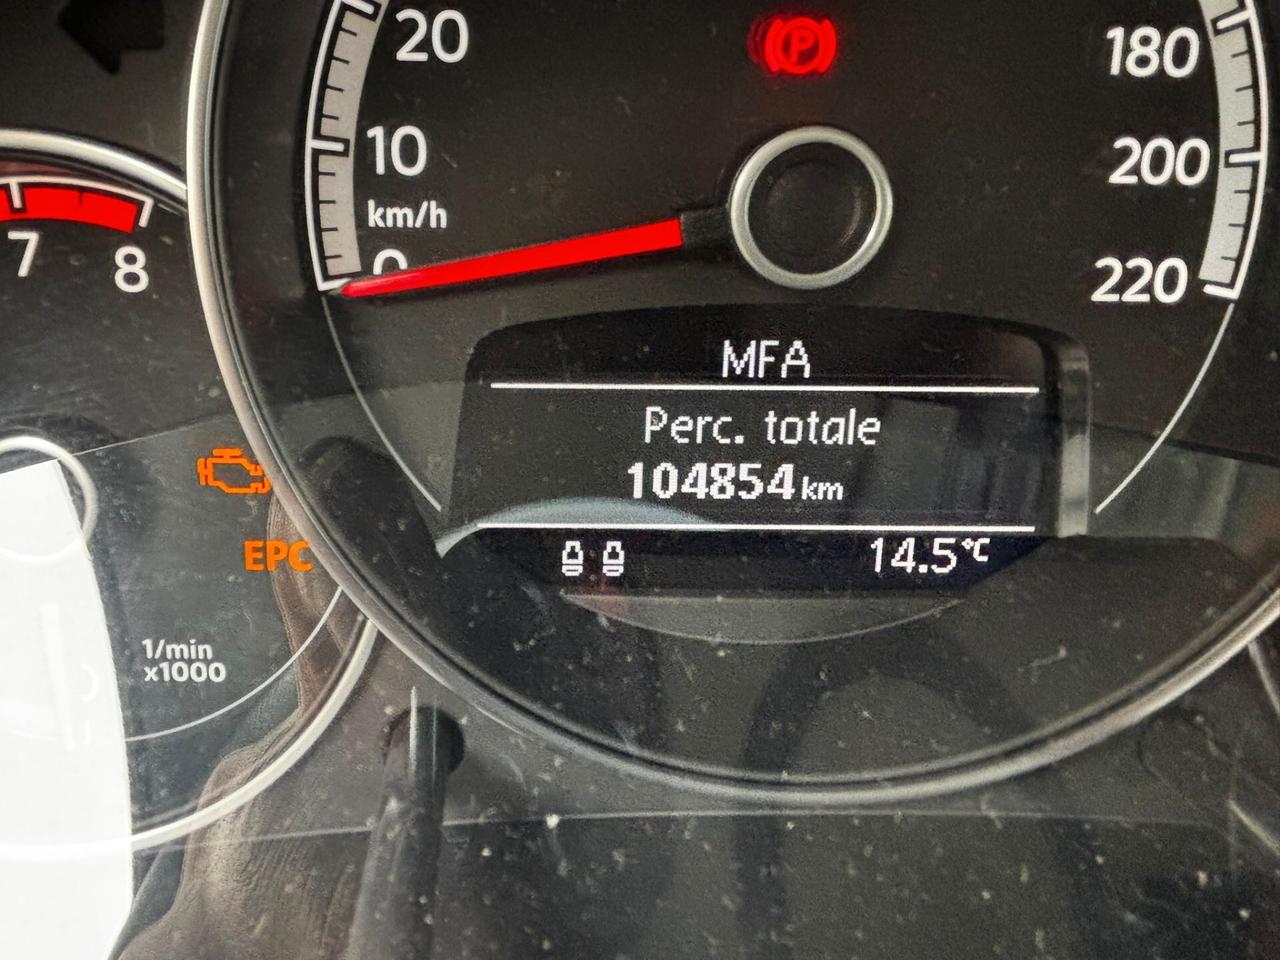 20
10
km/h
0
180
200
220
7
8
MFA
Perc. totale
104854 km
14.5°C
EPC
1/min
x1000
P